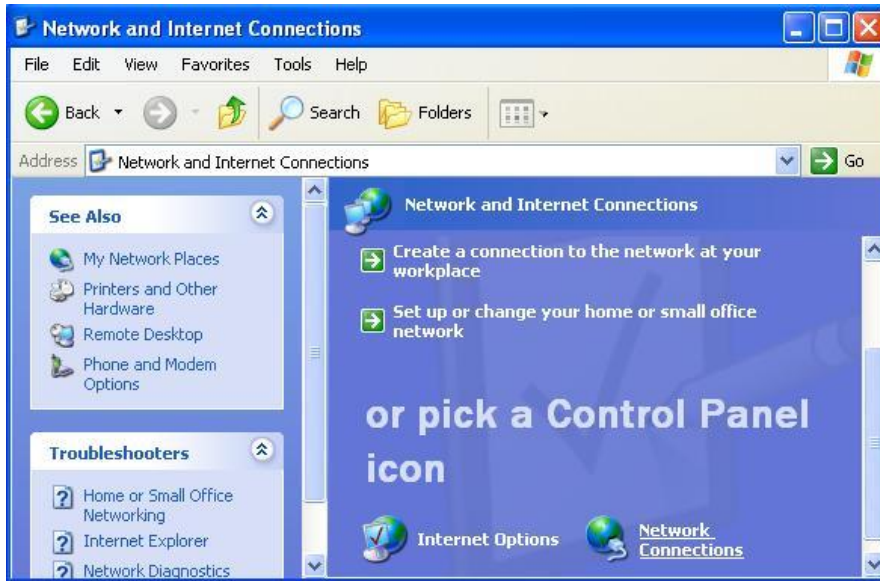 Network and Internet Connections
File Edit View Favorites Tools Help
Back Search Folders
Address Network and Internet Connections Go
See Also
My Network Places
Printers and Other
Hardware
Remote Desktop
Phone and Modem
Options
Troubleshooters
Home or Small Office
Networking
Internet Explorer
Network Diagnostics
Network and Internet Connections
Create a connection to the network at your
workplace
Set up or change your home or small office
network
or pick a Control Panel
icon
Internet Options
Network
Connections